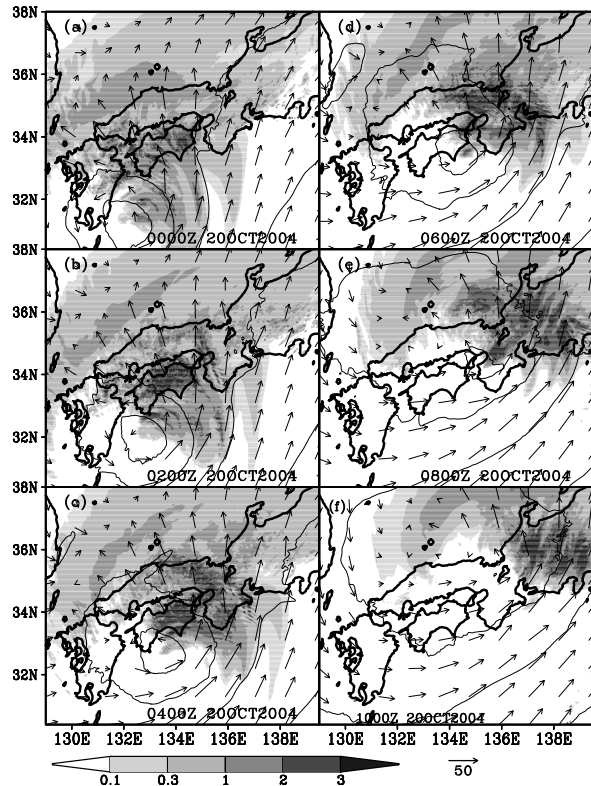 38N
(a)
36N
34N
32N
0000Z 20OCT2004
(d)
0600Z 20OCT2004
38N
(b)
36N
34N
32N
0200Z 20OCT2004
(e)
0800Z 20OCT2004
38N
(c)
36N
34N
32N
0400Z 20OCT2004
(f)
1000Z 20OCT2004
130E 132E 134E 136E 138E 130E 132E 134E 136E 138E
0.1 0.3 1 2 3
50